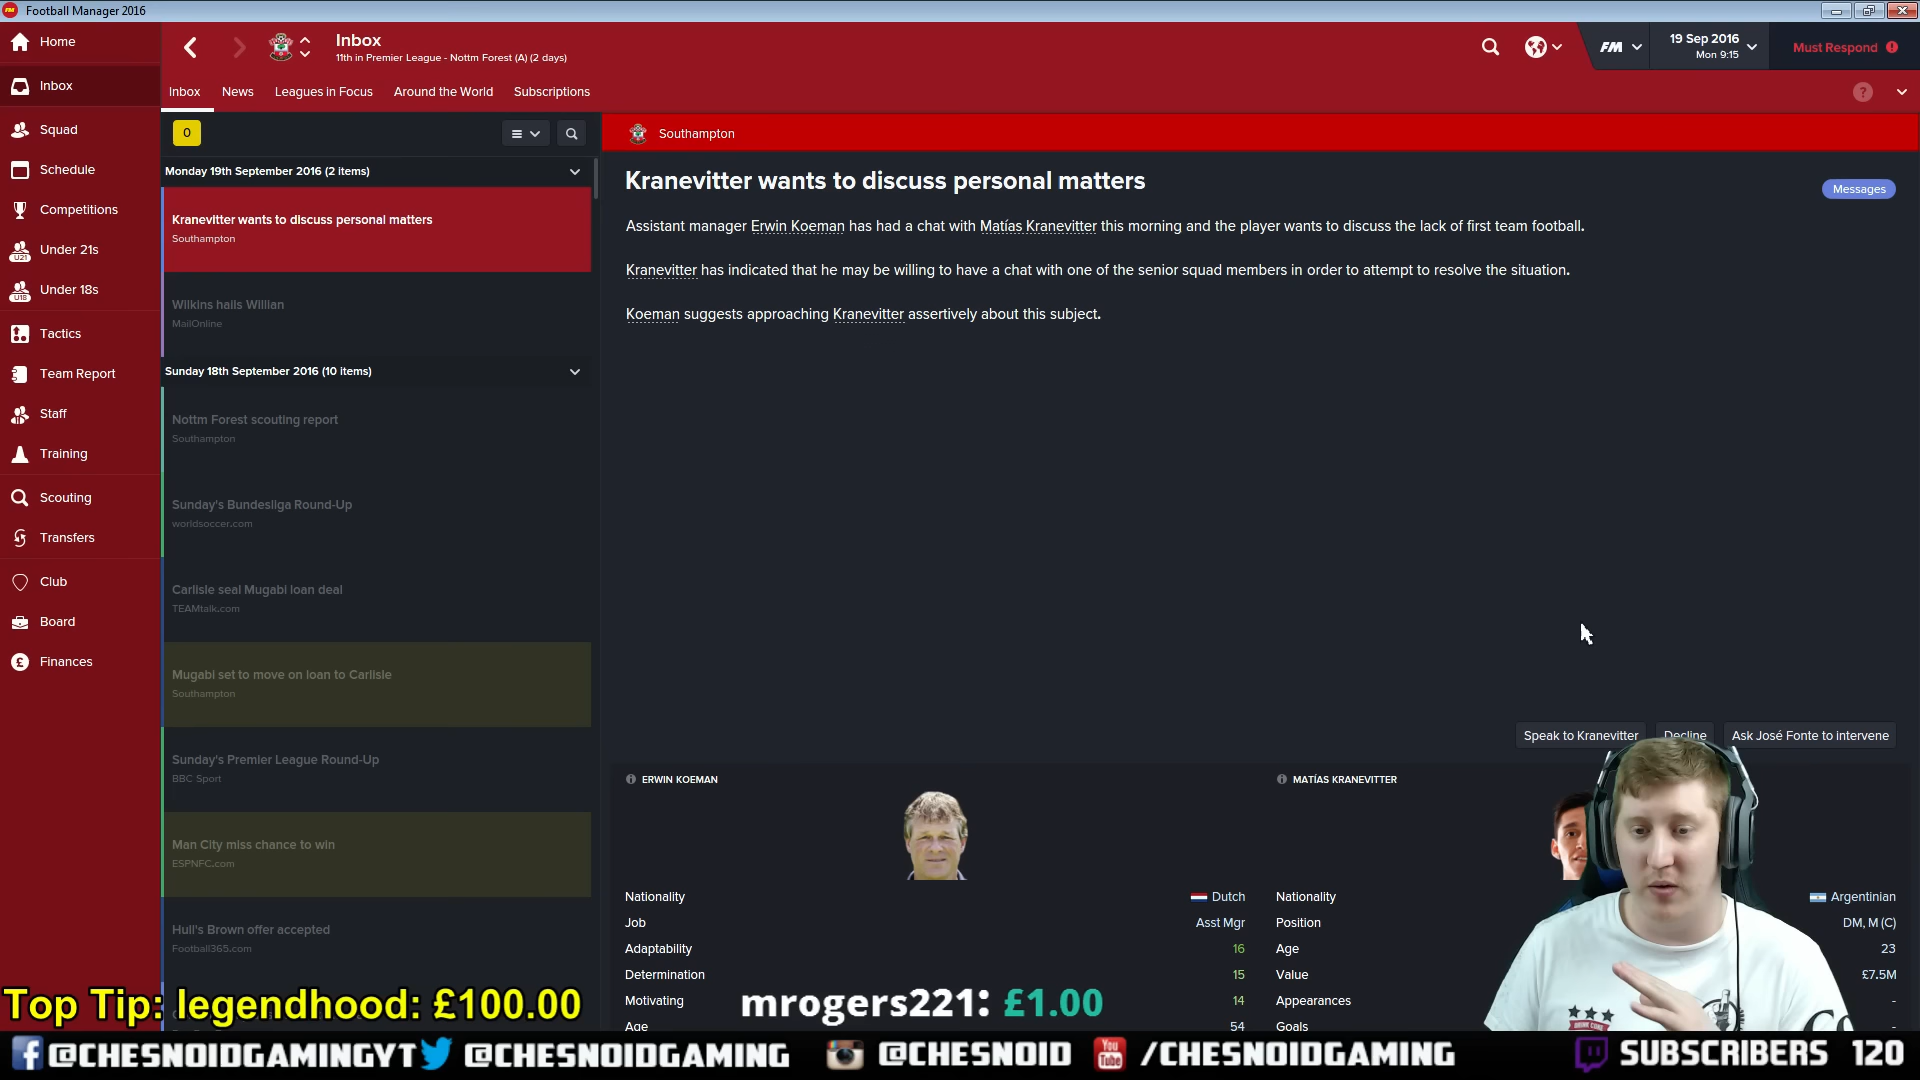 Football Manager 2016
Home
Inbox
Squad
Schedule
Competitions
Under 21s
Under 18s
Tactics
Team Report
Staff
Training
Scouting
Transfers
Club
Board
Finances
Inbox
11th in Premier League - Nottm Forest (A) (2 days)
FM
19 Sep 2016
Mon 9:15
Must Respond
Inbox News Leagues in Focus Around the World Subscriptions
0
Monday 19th September 2016 (2 items)
Kranevitter wants to discuss personal matters
Southampton
Wilkins hails Willian
MailOnline
Sunday 18th September 2016 (10 items)
Nottm Forest scouting report
Southampton
Sunday's Bundesliga Round-Up
worldsoccer.com
Carlisle seal Mugabi loan deal
TEAMtalk.com
Mugabi set to move on loan to Carlisle
Southampton
Sunday's Premier League Round-Up
BBC Sport
Man City miss chance to win
ESPNFC.com
Hull's Brown offer accepted
Football365.com
Southampton
Kranevitter wants to discuss personal matters
Messages
Assistant manager Erwin Koeman has had a chat with Matías Kranevitter this morning and the player wants to discuss the lack of first team football.
Kranevitter has indicated that he may be willing to have a chat with one of the senior squad members in order to attempt to resolve the situation.
Koeman suggests approaching Kranevitter assertively about this subject.
Speak to Kranevitter Decline Ask José Fonte to intervene
ERWIN KOEMAN
Nationality Dutch
Job Asst Mgr
Adaptability 16
Determination 15
Motivating 14
Age 54
MATÍAS KRANEVITTER
Nationality Argentinian
Position DM, M (C)
Age 23
Value £7.5M
Appearances -
Goals -
Top Tip: legendhood: £100.00
mrogers221: £1.00
@CHESNOIDGAMINGYT @CHESNOIDGAMING @CHESNOID You Tube /CHESNOIDGAMING SUBSCRIBERS 120